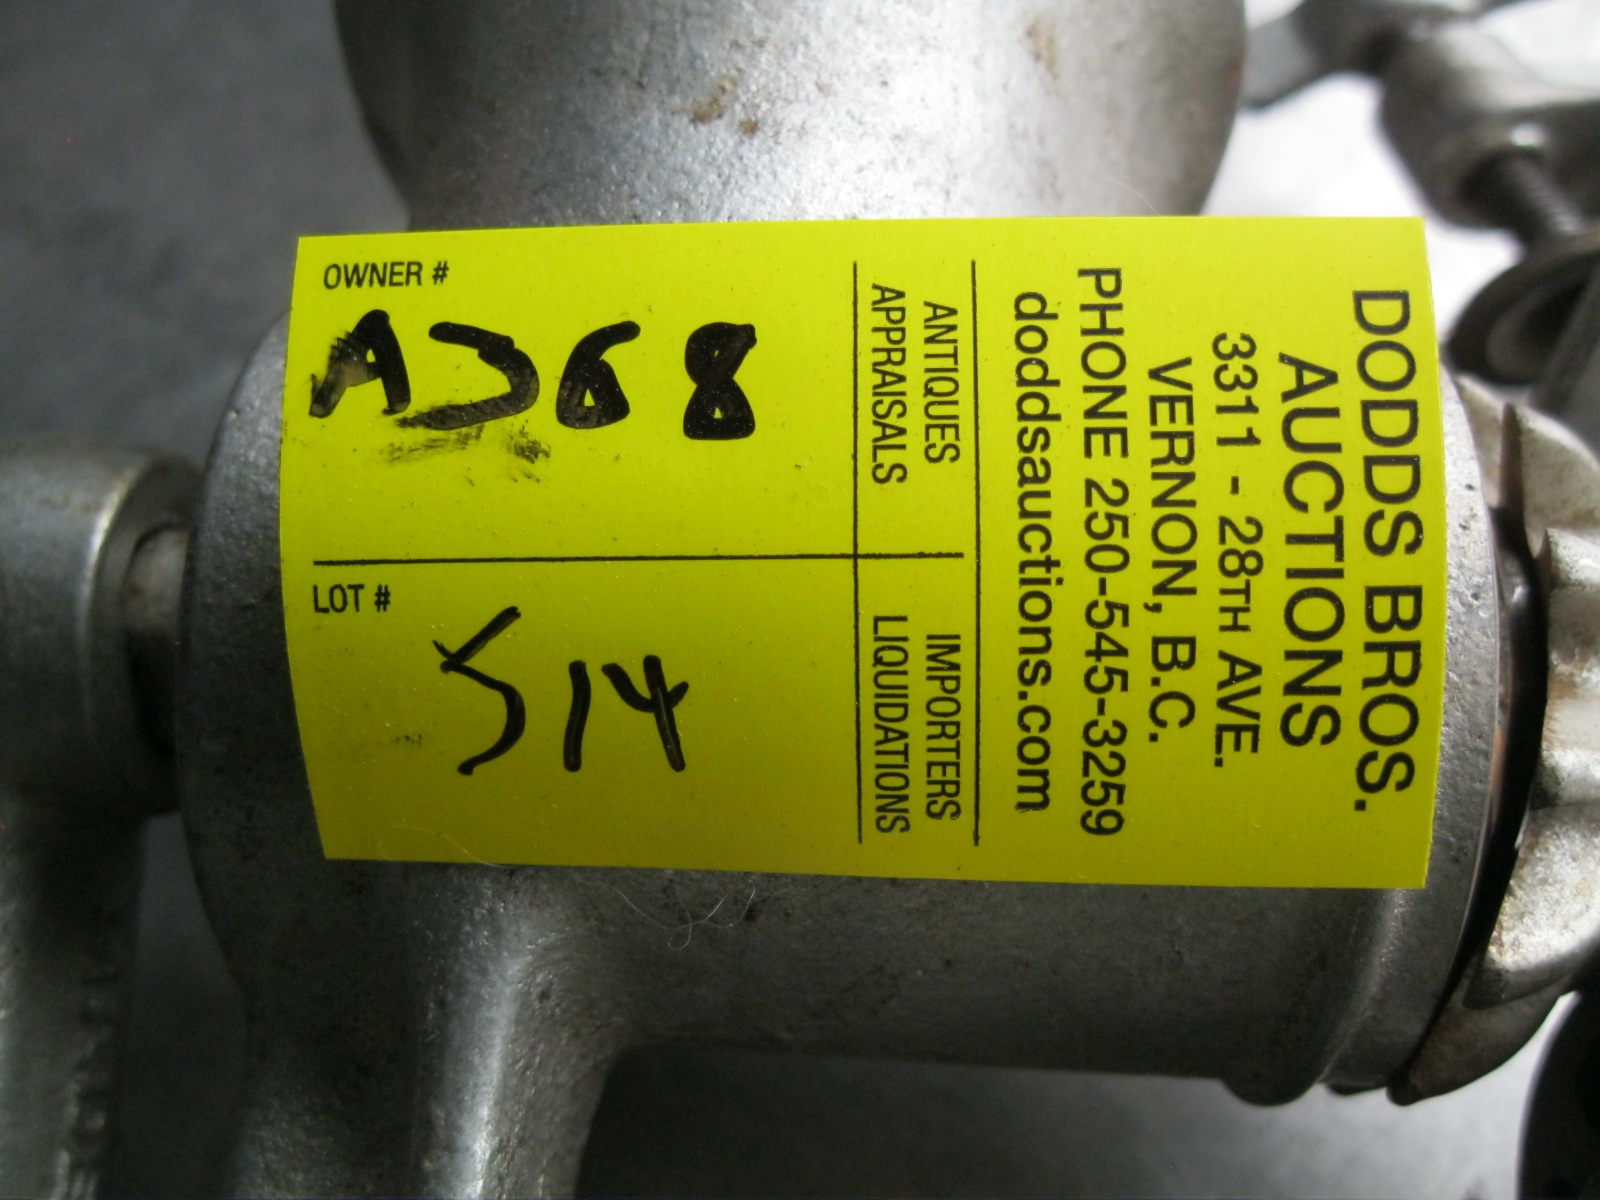 DODDS BROS.
AUCTIONS
3311 - 28TH AVE.
VERNON, B.C.
PHONE 250-545-3259
doddsauctions.com
ANTIQUES
APPRAISALS
IMPORTERS
LIQUIDATIONS
OWNER #
LOT #
514